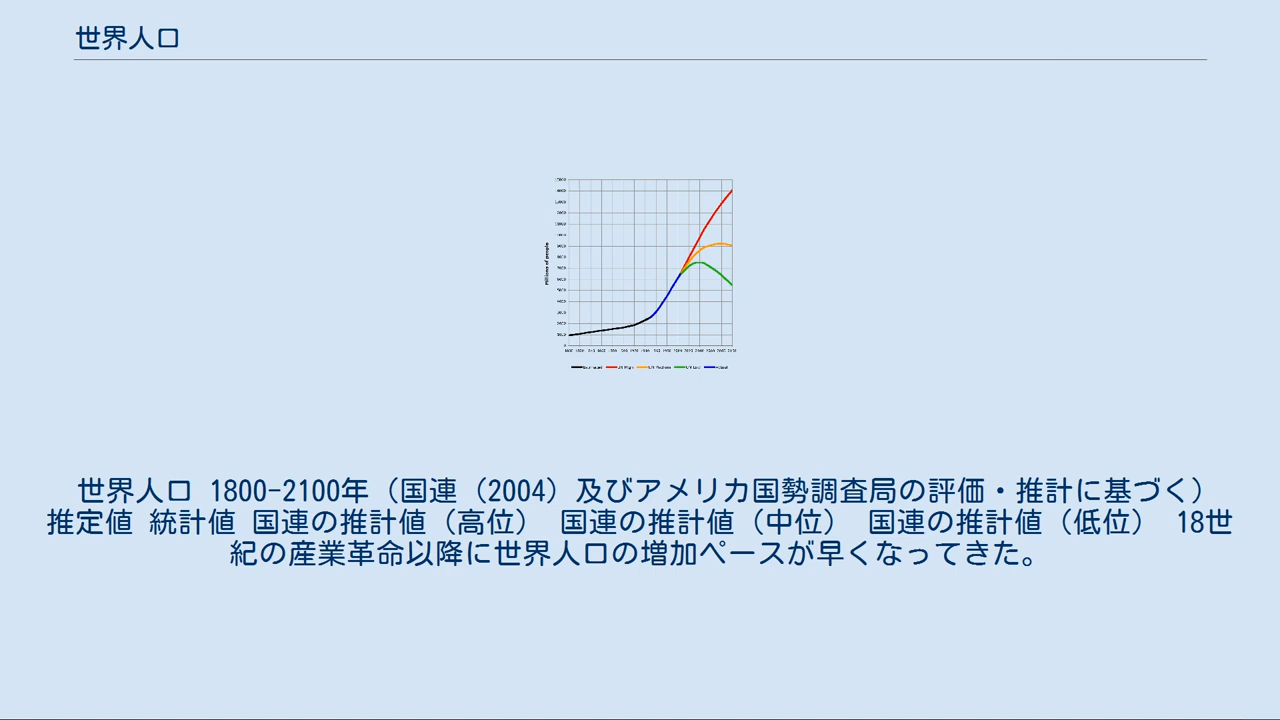 世界人口
Millions of people
世界人口 1800-2100年（国連（2004）及びアメリカ国勢調査局の評価・推計に基づく）
推定値 統計値 国連の推計値（高位） 国連の推計値（中位） 国連の推計値（低位） 18世
紀の産業革命以降に世界人口の増加ペースが早くなってきた。